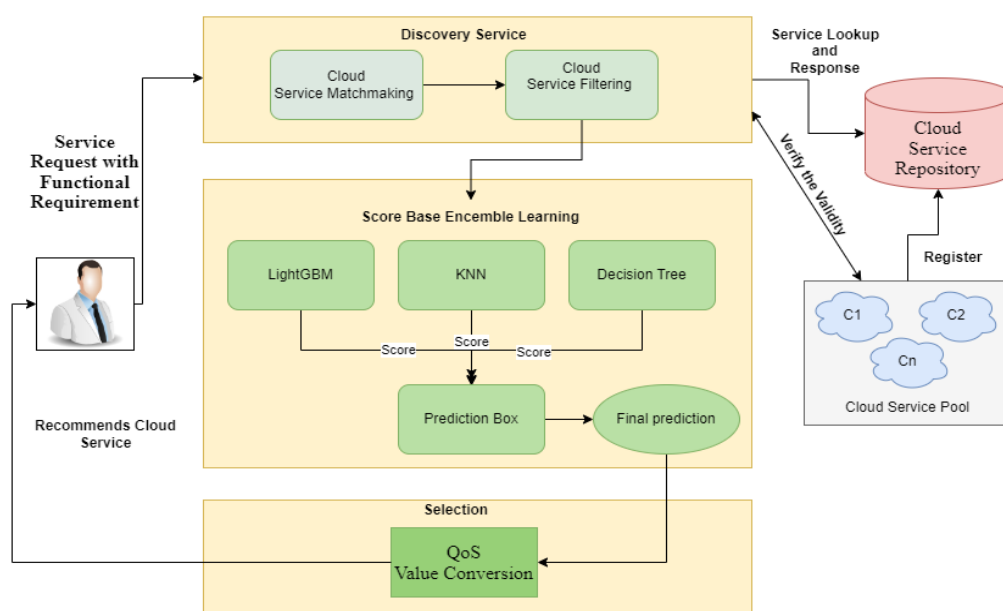 Discovery Service
Cloud
Service Matchmaking
Cloud
Service Filtering
Service Lookup
and
Response
Cloud
Service
Repository
Service
Request with
Functional
Requirement
Verify the Validity
Register
Score Base Encemble Learning
LightGBM
KNN
Decision Tree
C1
C2
Cn
Cloud Service Pool
Score
Score
Score
Prediction Box
Final prediction
Recommends Cloud
Service
Selection
QoS
Value Conversion